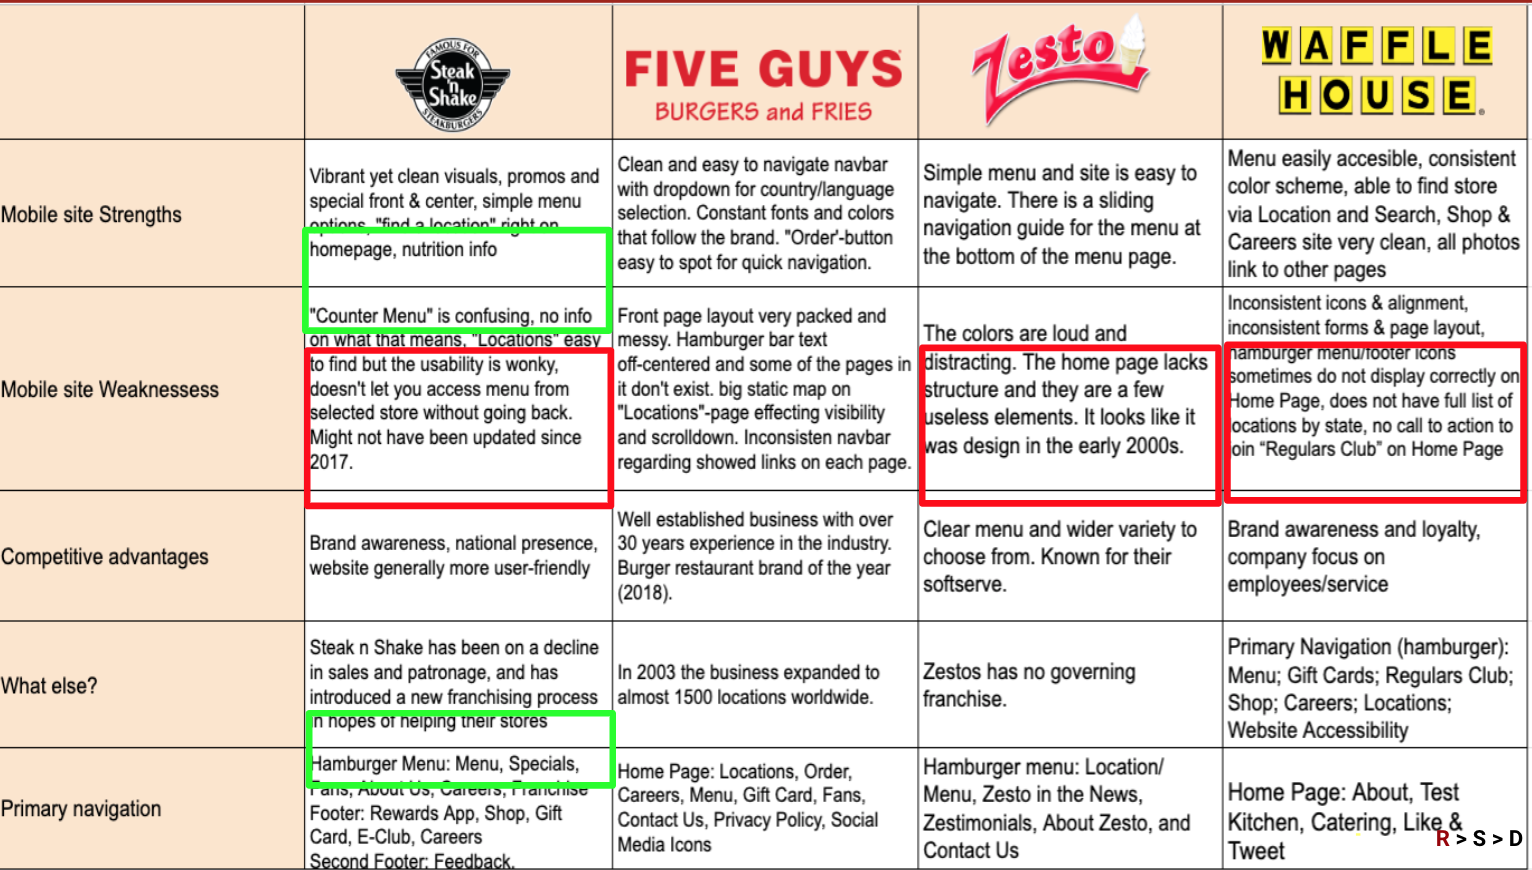 FAMOUS FOR
Steak
'n
Shake
STEAKBURGERS
FIVE GUYS
BURGERS and FRIES
Zesto
WAFFLE
HOUSE
Mobile site Strengths
Vibrant yet clean visuals, promos and
special front & center, simple menu
options, "find a location" right on
homepage, nutrition info
Clean and easy to navigate navbar
with dropdown for country/language
selection. Constant fonts and colors
that follow the brand. "Order'-button
easy to spot for quick navigation.
Simple menu and site is easy to
navigate. There is a sliding
navigation guide for the menu at
the bottom of the menu page.
Menu easily accesible, consistent
color scheme, able to find store
via Location and Search, Shop &
Careers site very clean, all photos
link to other pages
Mobile site Weaknessess
"Counter Menu" is confusing, no info
on what that means, "Locations" easy
to find but the usability is wonky,
doesn't let you access menu from
selected store without going back.
Might not have been updated since
2017.
Front page layout very packed and
messy. Hamburger bar text
off-centered and some of the pages in
it don't exist. big static map on
"Locations"-page effecting visibility
and scrolldown. Inconsisten navbar
regarding showed links on each page.
The colors are loud and
distracting. The home page lacks
structure and they are a few
useless elements. It looks like it
was design in the early 2000s.
Inconsistent icons & alignment,
inconsistent forms & page layout,
hamburger menu/footer icons
sometimes do not display correctly on
Home Page, does not have full list of
locations by state, no call to action to
join “Regulars Club” on Home Page
Competitive advantages
Brand awareness, national presence,
website generally more user-friendly
Well established business with over
30 years experience in the industry.
Burger restaurant brand of the year
(2018).
Clear menu and wider variety to
choose from. Known for their
softserve.
Brand awareness and loyalty,
company focus on
employees/service
What else?
Steak n Shake has been on a decline
in sales and patronage, and has
introduced a new franchising process
in hopes of helping their stores
In 2003 the business expanded to
almost 1500 locations worldwide.
Zestos has no governing
franchise.
Primary Navigation (hamburger):
Menu; Gift Cards; Regulars Club;
Shop; Careers; Locations;
Website Accessibility
Primary navigation
Hamburger Menu: Menu, Specials,
Fans, About Us, Careers, Franchise
Footer: Rewards App, Shop, Gift
Card, E-Club, Careers
Second Footer: Feedback.
Home Page: Locations, Order,
Careers, Menu, Gift Card, Fans,
Contact Us, Privacy Policy, Social
Media Icons
Hamburger menu: Location/
Menu, Zesto in the News,
Zestimonials, About Zesto, and
Contact Us
Home Page: About, Test
Kitchen, Catering, Like &
Tweet
R > S > D